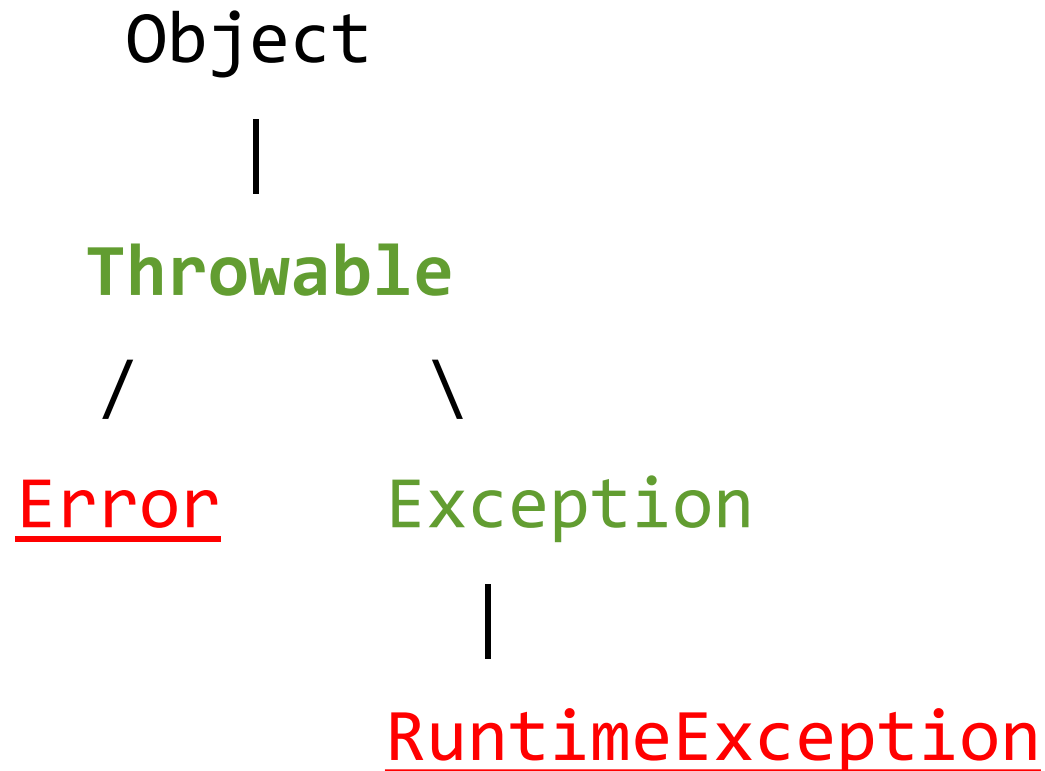 Object
|
Throwable
/ \
Error Exception
|
RuntimeException